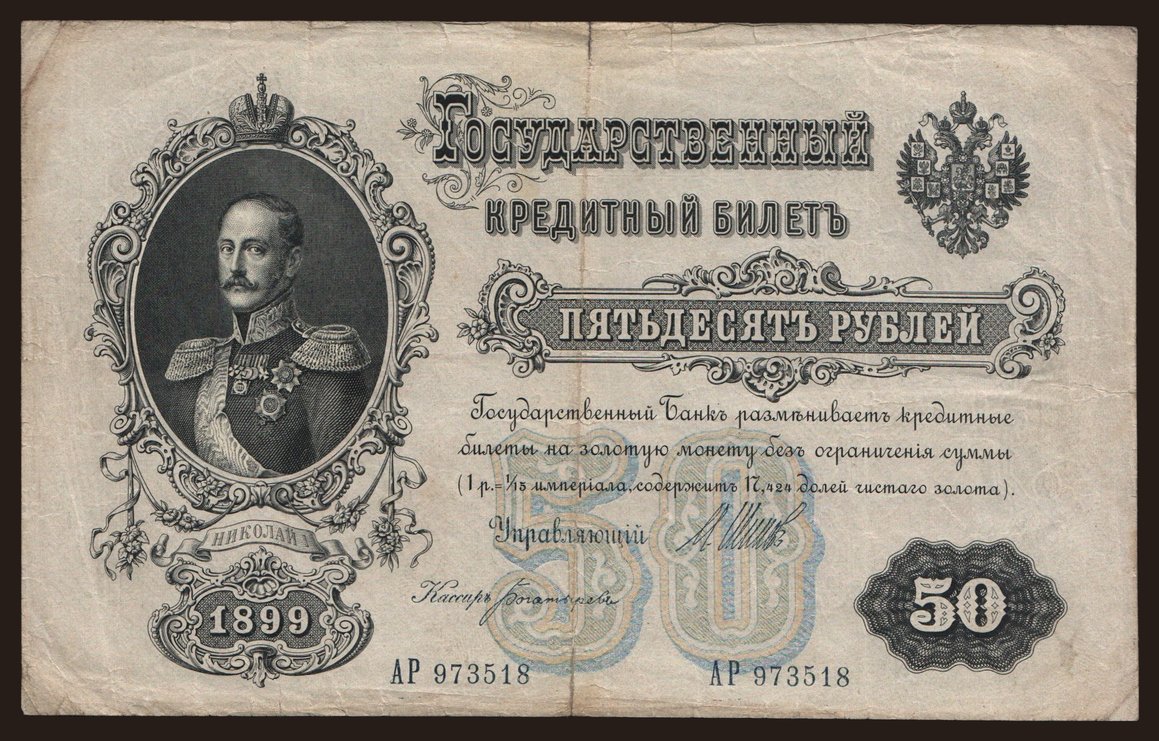 Государственный
кредитный билетъ
ПЯТЬДЕСЯТЪ РУБЛЕЙ
Государственный Банкъ размѣниваетъ кредитные
билеты на золотую монету безъ ограниченія суммы
(1 р.= 1/15 имперіала, содержитъ 17,424 долей чистаго золота).
Управляющій
Кассиръ
НИКОЛАЙ I
1899
50
50
АР 973518
АР 973518